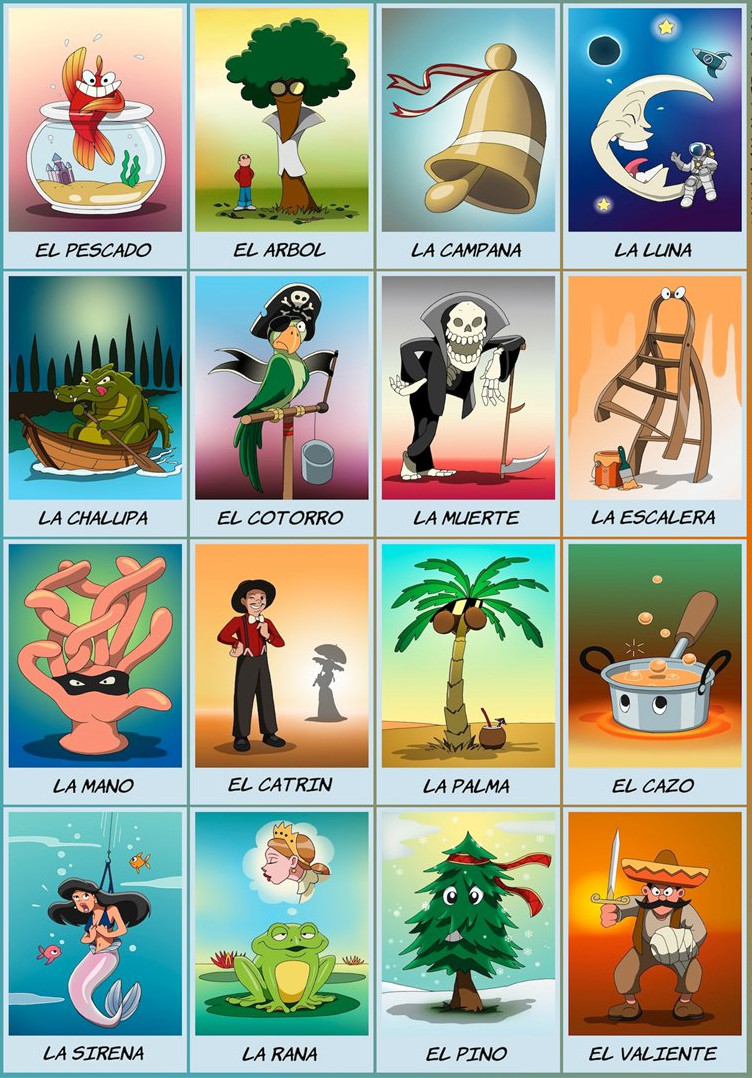 EL PESCADO
EL ARBOL
LA CAMPANA
LA LUNA
LA CHALUPA
EL COTORRO
LA MUERTE
LA ESCALERA
LA MANO
EL CATRIN
LA PALMA
EL CAZO
LA SIRENA
LA RANA
EL PINO
EL VALIENTE